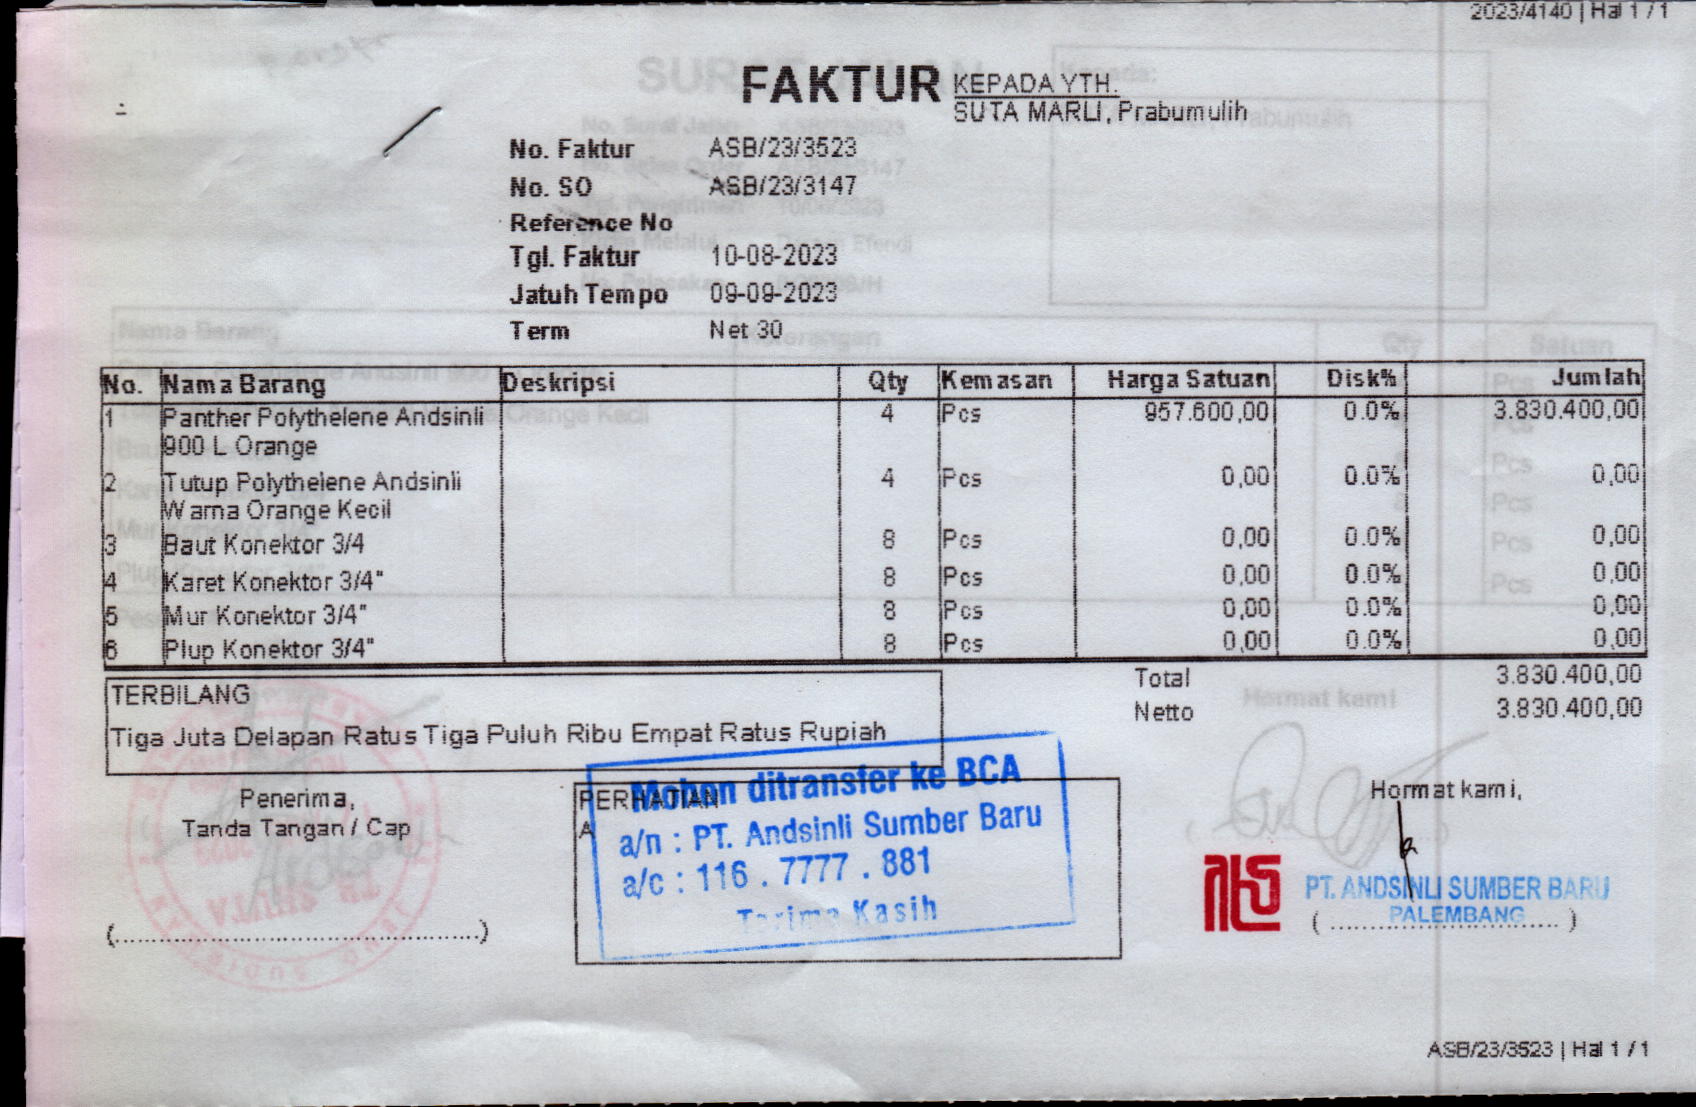 2023/4140 | Hal 1 / 1
FAKTUR
KEPADA YTH.
SUTA MARLI, Prabumulih
No. Faktur ASB/23/3523
No. SO ASB/23/3147
Reference No
Tgl. Faktur 10-08-2023
Jatuh Tempo 09-09-2023
Term Net 30
No. Nama Barang Deskripsi Qty Kemasan Harga Satuan Disk% Jumlah
1 Panther Polythelene Andsinli 4 Pcs 957.600,00 0.0% 3.830.400,00
900 L Orange
2 Tutup Polythelene Andsinli 4 Pcs 0,00 0.0% 0,00
Warna Orange Kecil
3 Baut Konektor 3/4 8 Pcs 0,00 0.0% 0,00
4 Karet Konektor 3/4" 8 Pcs 0,00 0.0% 0,00
5 Mur Konektor 3/4" 8 Pcs 0,00 0.0% 0,00
6 Plup Konektor 3/4" 8 Pcs 0,00 0.0% 0,00
Total 3.830.400,00
Netto 3.830.400,00
TERBILANG
Tiga Juta Delapan Ratus Tiga Puluh Ribu Empat Ratus Rupiah
Penerima,
Tanda Tangan / Cap
(...............................................)
PERHATIAN
A
Mohon ditransfer ke BCA
a/n : PT. Andsinli Sumber Baru
a/c : 116 . 7777 . 881
Terima Kasih
Hormat kami,
PT. ANDSINLI SUMBER BARU
PALEMBANG
( ............................. )
ASB/23/3523 | Hal 1 / 1